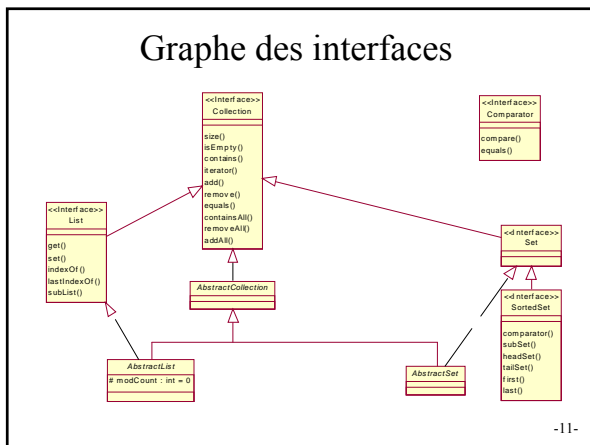 Graphe des interfaces
<<Interface>>
Collection
size()
isEmpty()
contains()
iterator()
add()
remove()
equals()
containsAll()
removeAll()
addAll()
<<Interface>>
Comparator
compare()
equals()
<<Interface>>
List
get()
set()
indexOf()
lastIndexOf()
subList()
<<Interface>>
Set
AbstractCollection
<<Interface>>
SortedSet
comparator()
subSet()
headSet()
tailSet()
first()
last()
AbstractList
# modCount : int = 0
AbstractSet
-11-